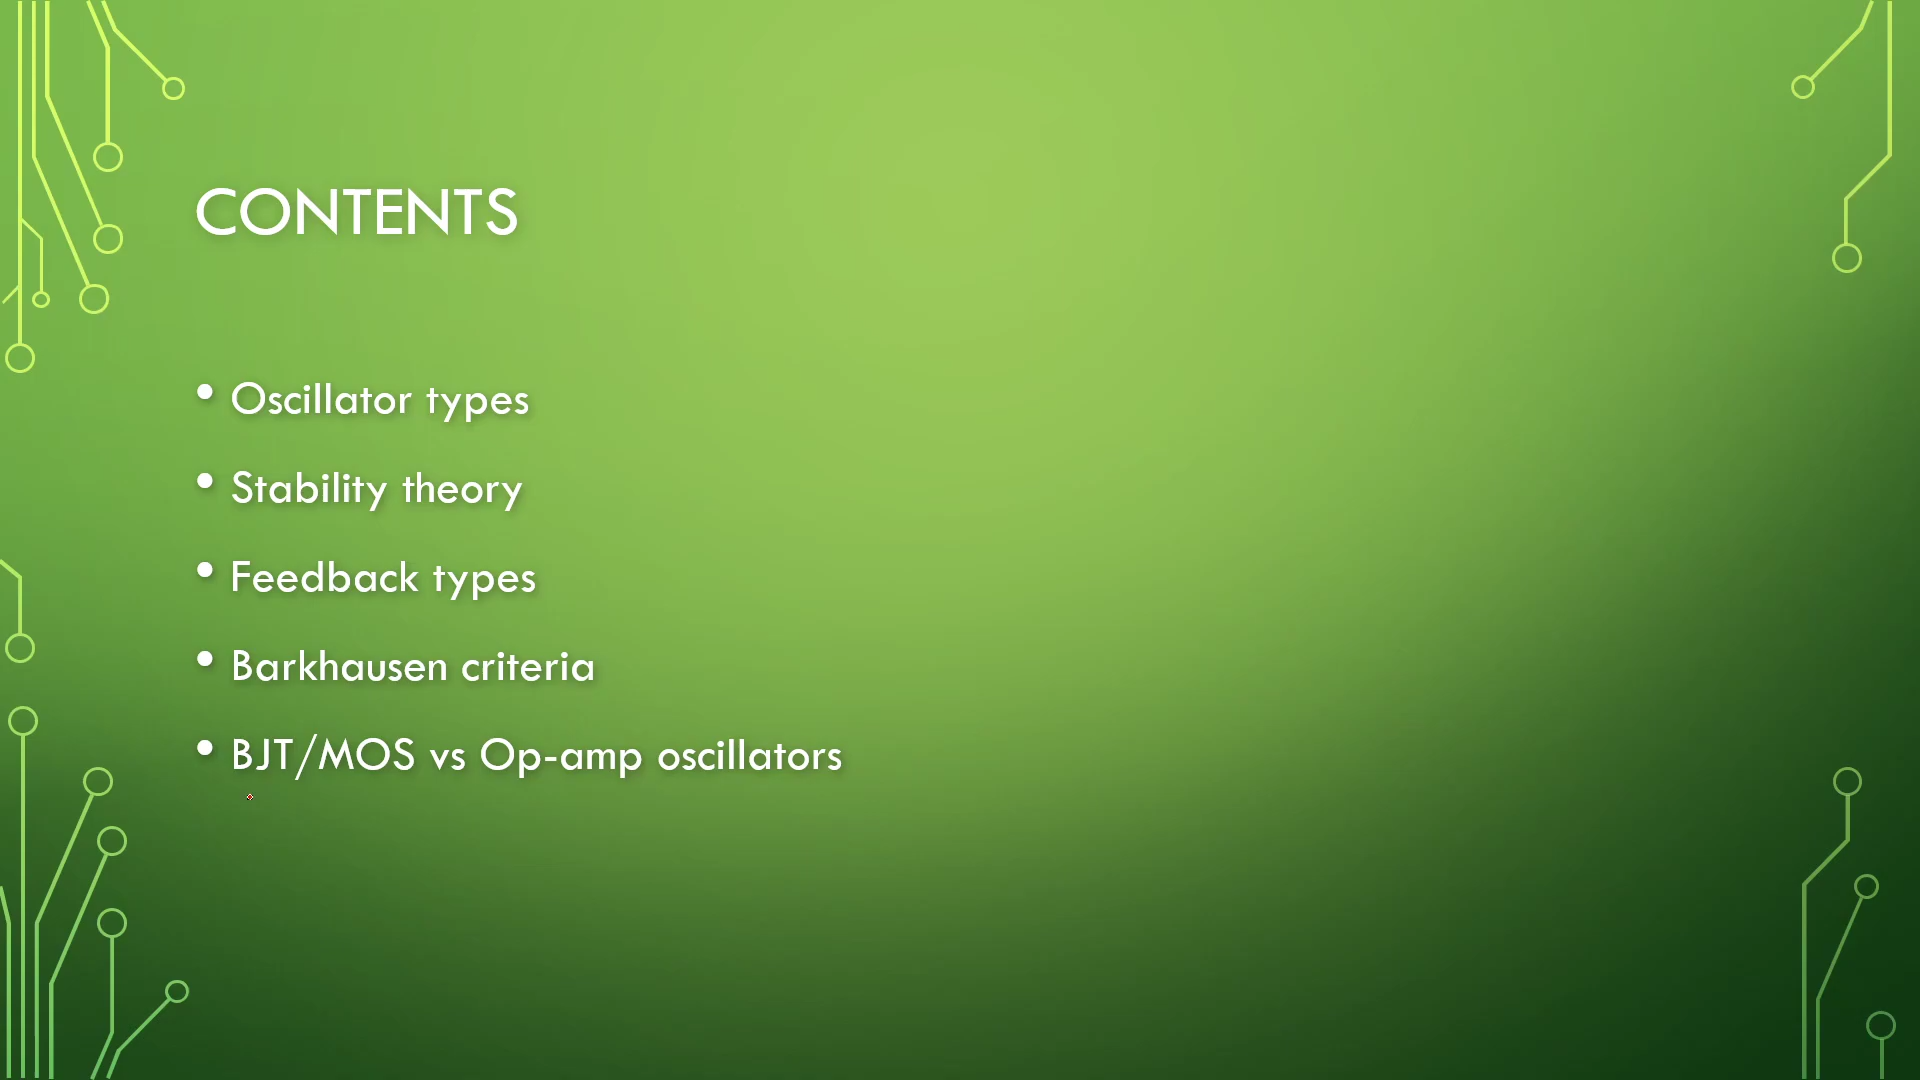 CONTENTS
• Oscillator types
• Stability theory
• Feedback types
• Barkhausen criteria
• BJT/MOS vs Op-amp oscillators